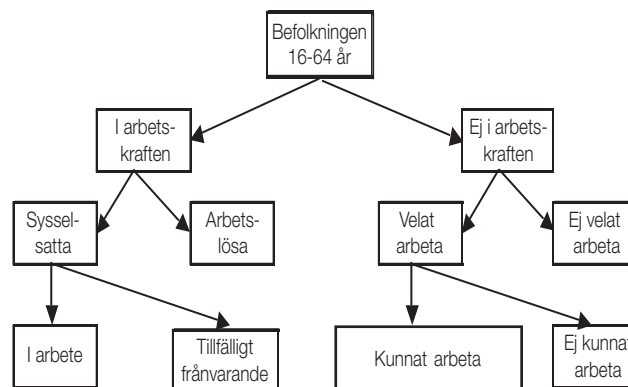 Befolkningen
16-64 år
I arbets-
kraften
Ej i arbets-
kraften
Syssel-
satta
Arbets-
lösa
Velat
arbeta
Ej velat
arbeta
I arbete
Tillfälligt
frånvarande
Kunnat arbeta
Ej kunnat
arbeta